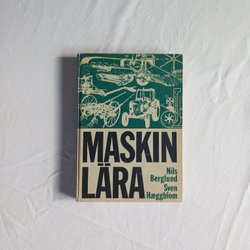 MASKIN
LÄRA
Nils
Berglund
Sven
Hæggblom